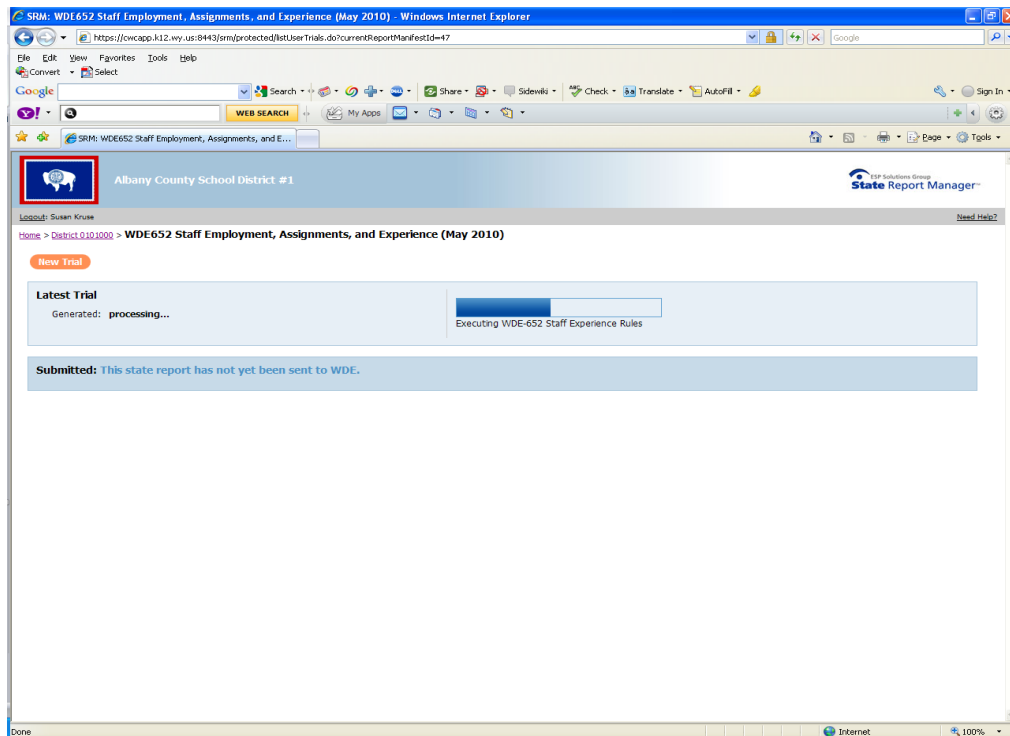 SRM: WDE652 Staff Employment, Assignments, and Experience (May 2010) - Windows Internet Explorer
https://cwcapp.k12.wy.us:8443/srm/protected/listUserTrials.do?currentReportManifestId=47
Google
File Edit View Favorites Tools Help
Convert Select
Google Search Share Sidewiki Check Translate AutoFill Sign In
Y! WEB SEARCH My Apps
SRM: WDE652 Staff Employment, Assignments, and E... Page Tools
Albany County School District #1
ESP Solutions Group
State Report Manager
Logout: Susan Kruse Need Help?
Home > District 0101000 > WDE652 Staff Employment, Assignments, and Experience (May 2010)
New Trial
Latest Trial
Generated: processing...
Executing WDE-652 Staff Experience Rules
Submitted: This state report has not yet been sent to WDE.
Done Internet 100%